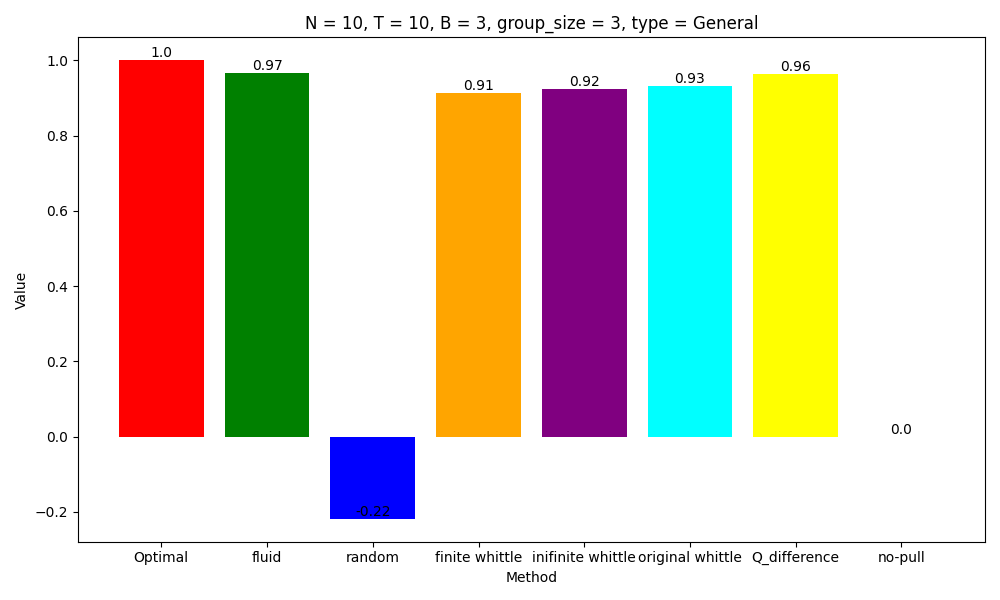 N = 10, T = 10, B = 3, group_size = 3, type = General
1.0
0.97
-0.22
0.91
0.92
0.93
0.96
0.0
Value
1.0
0.8
0.6
0.4
0.2
0.0
−0.2
Optimal
fluid
random
finite whittle
inifinite whittle
original whittle
Q_difference
no-pull
Method